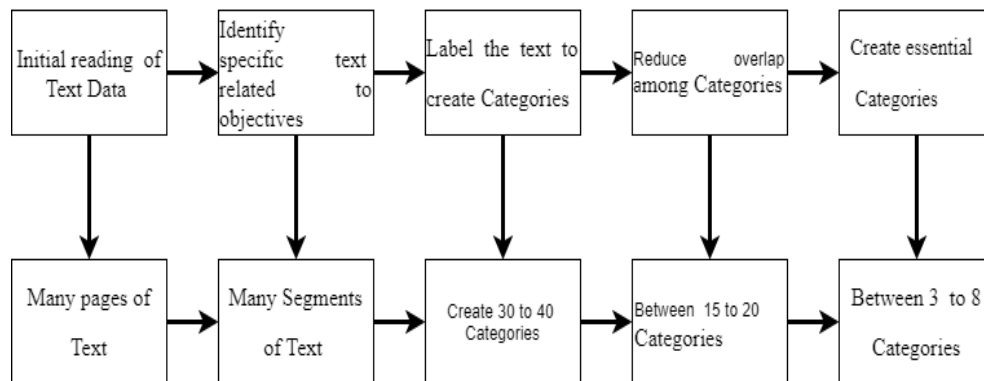 Initial reading of
Text Data
Identify
specific text
related to
objectives
Label the text to
create Categories
Reduce overlap
among Categories
Create essential
Categories
Many pages of
Text
Many Segments
of Text
Create 30 to 40
Categories
Between 15 to 20
Categories
Between 3 to 8
Categories